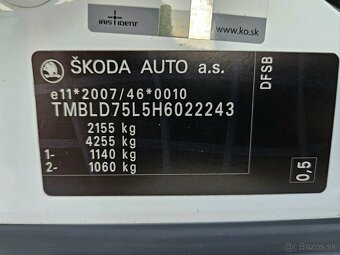 IRIS IDENT
www.ko.sk
ŠKODA AUTO a.s.
e11*2007/46*0010
TMBLD75L5H6022243
2155 kg
4255 kg
1- 1140 kg
2- 1060 kg
DFSB
0,5
Bazos.sk